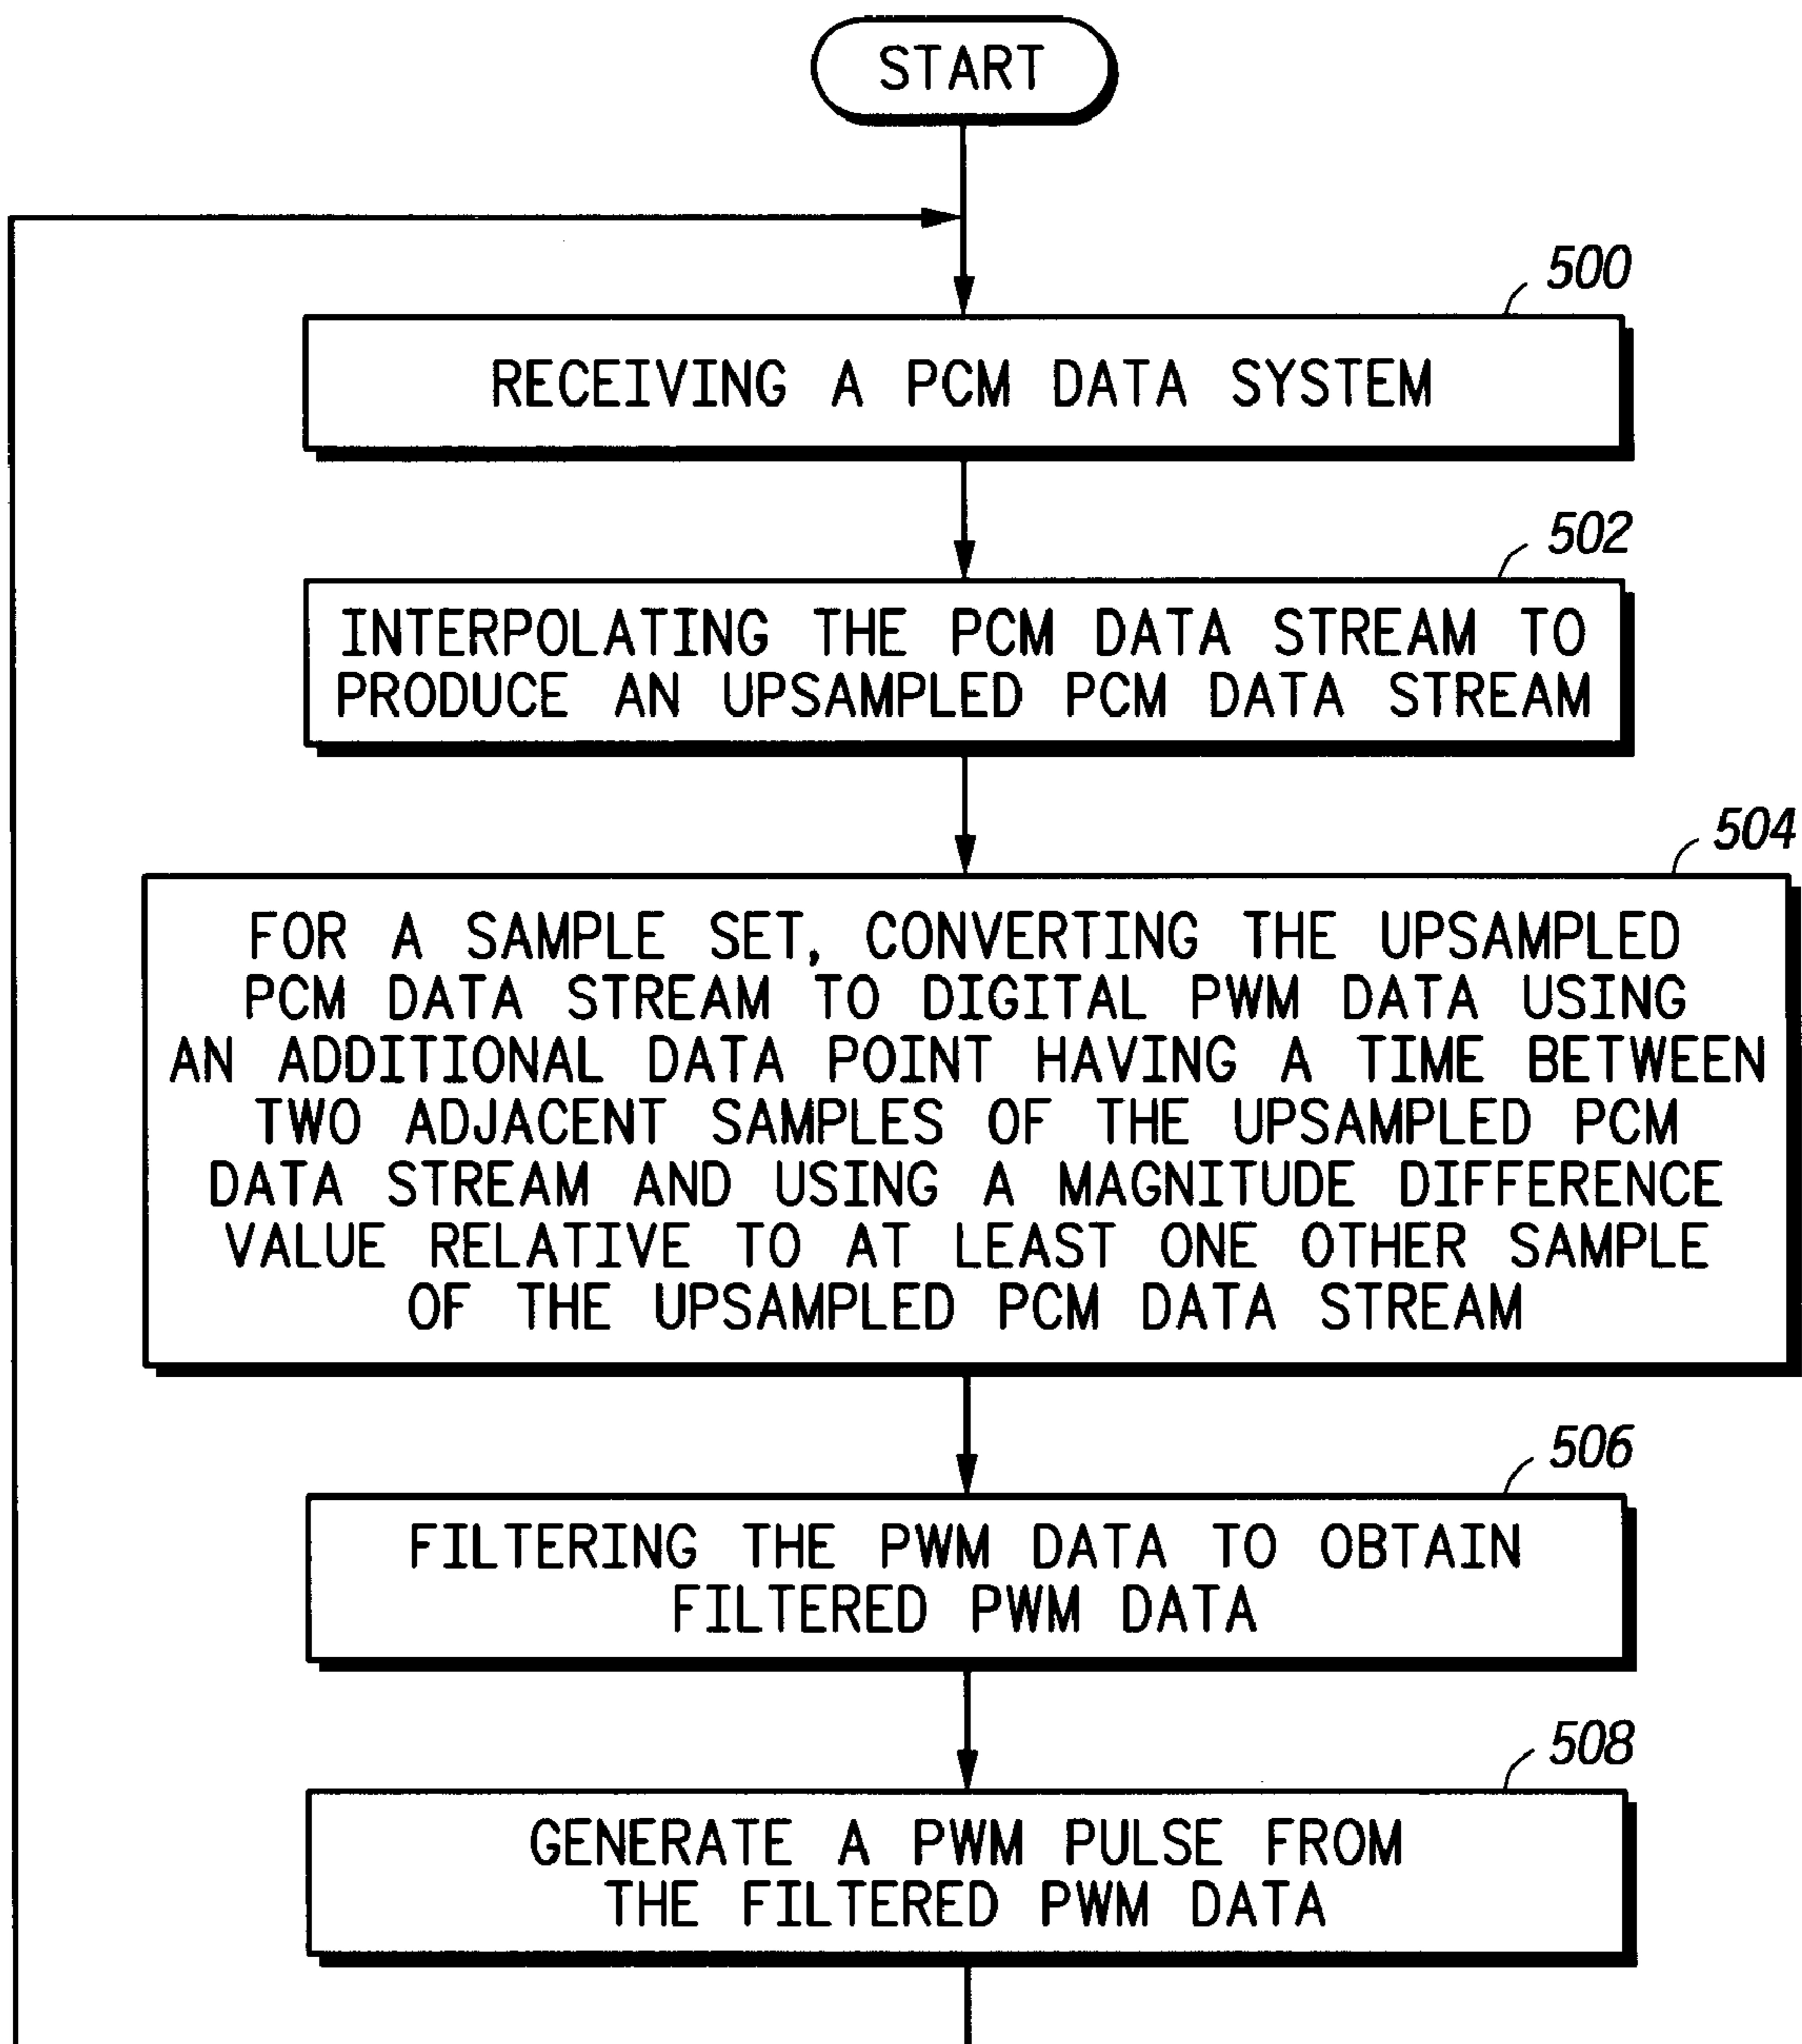 START
500
RECEIVING A PCM DATA SYSTEM
502
INTERPOLATING THE PCM DATA STREAM TO
PRODUCE AN UPSAMPLED PCM DATA STREAM
504
FOR A SAMPLE SET, CONVERTING THE UPSAMPLED
PCM DATA STREAM TO DIGITAL PWM DATA USING
AN ADDITIONAL DATA POINT HAVING A TIME BETWEEN
TWO ADJACENT SAMPLES OF THE UPSAMPLED PCM
DATA STREAM AND USING A MAGNITUDE DIFFERENCE
VALUE RELATIVE TO AT LEAST ONE OTHER SAMPLE
OF THE UPSAMPLED PCM DATA STREAM
506
FILTERING THE PWM DATA TO OBTAIN
FILTERED PWM DATA
508
GENERATE A PWM PULSE FROM
THE FILTERED PWM DATA